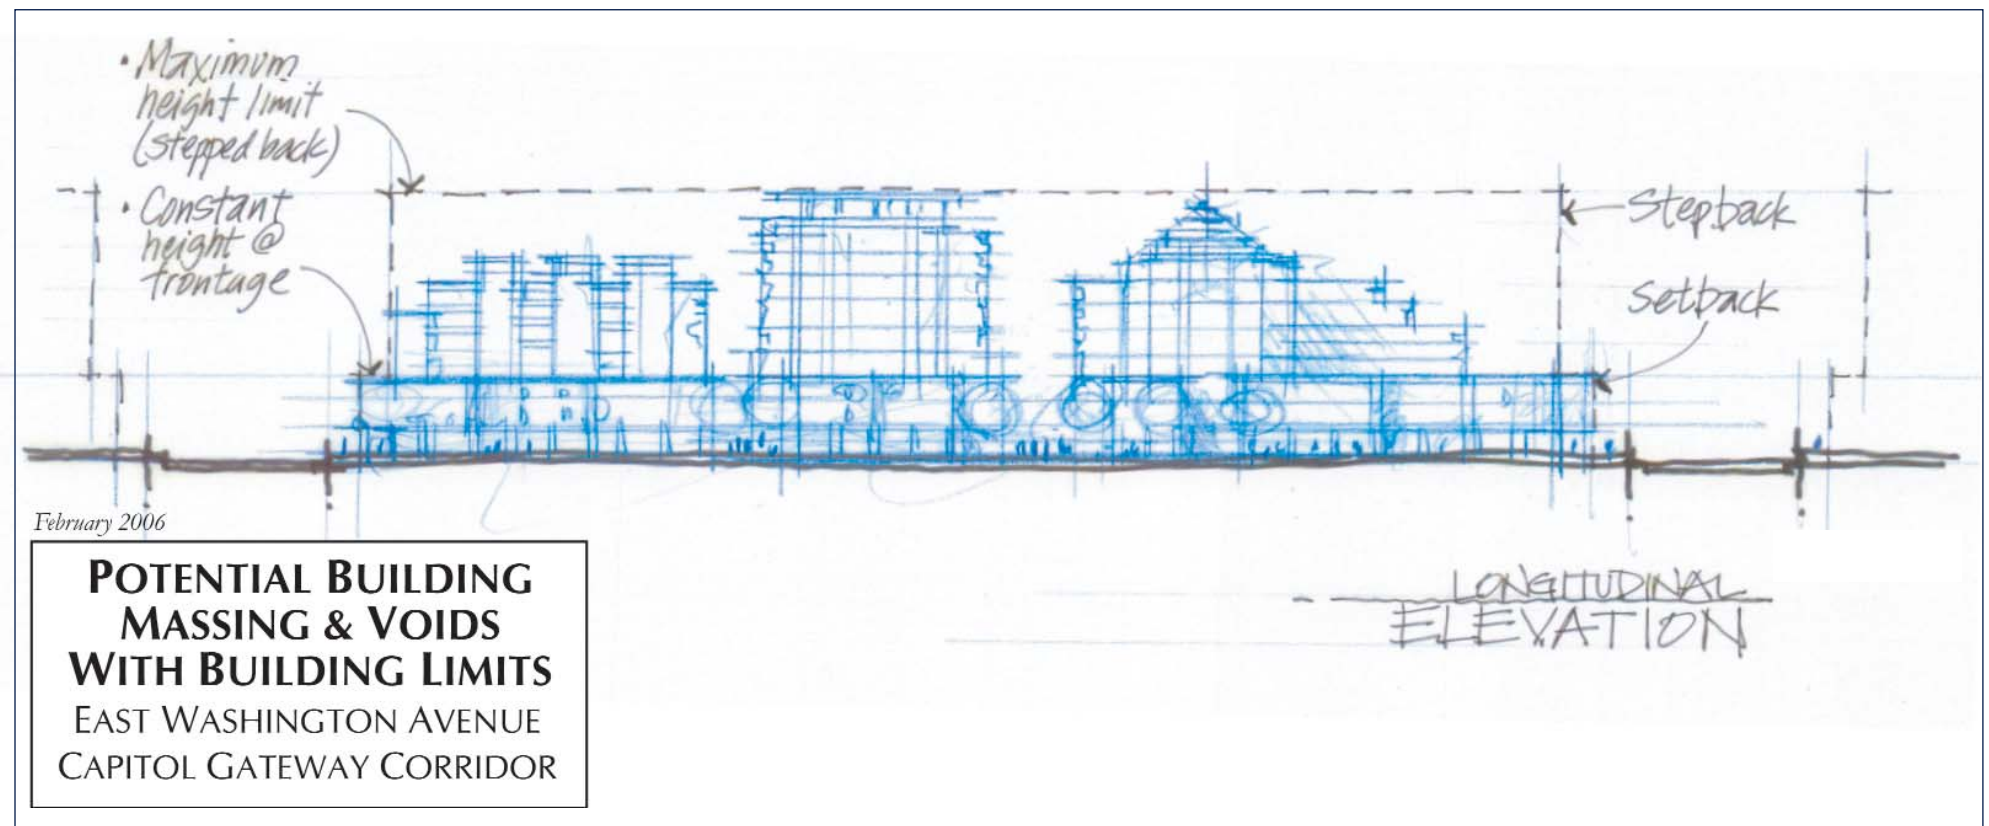 • Maximum
height limit
(stepped back)
• Constant
height @
frontage
Stepback
Setback
February 2006
POTENTIAL BUILDING
MASSING & VOIDS
WITH BUILDING LIMITS
EAST WASHINGTON AVENUE
CAPITOL GATEWAY CORRIDOR
LONGITUDINAL
ELEVATION